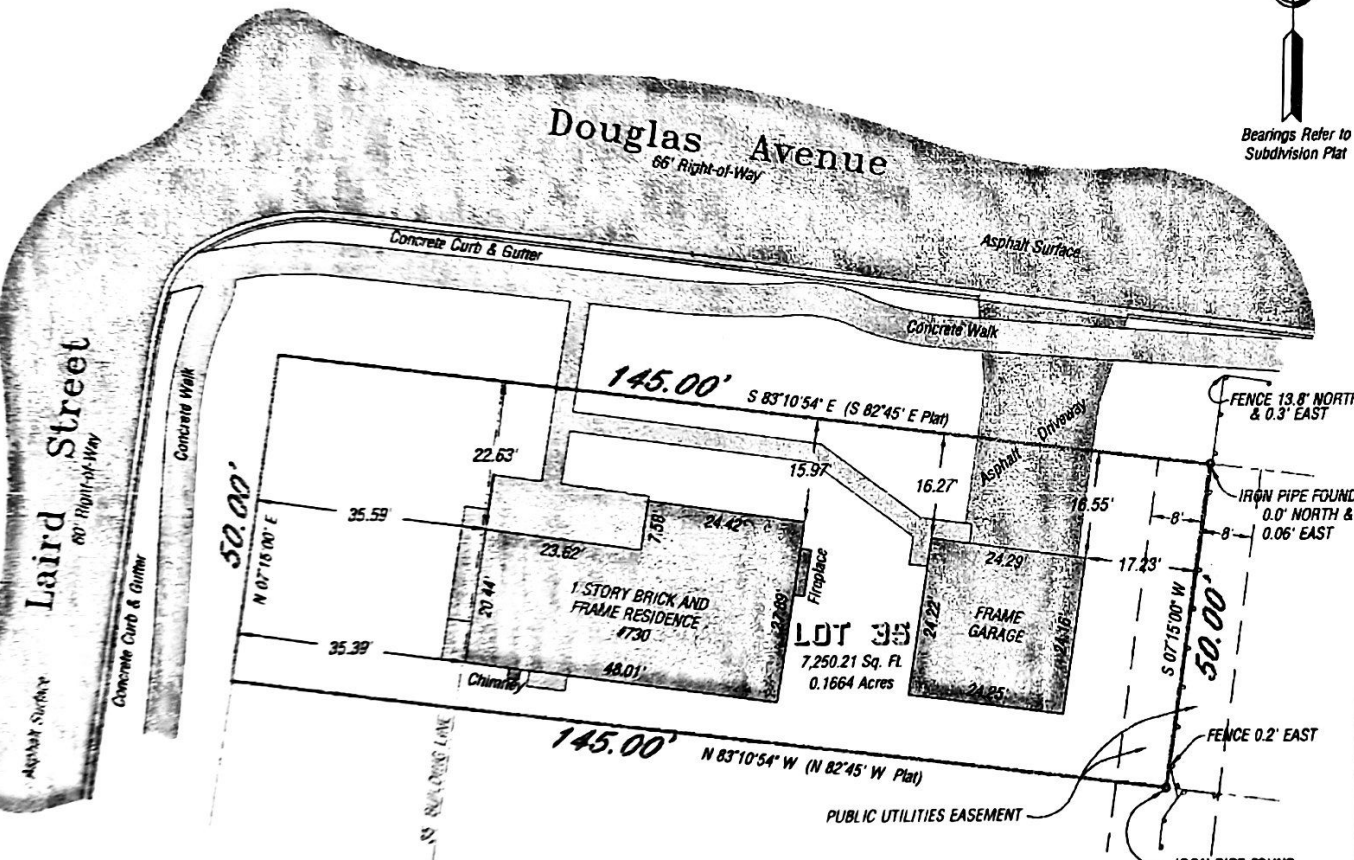 Bearings Refer to
Subdivision Plat
Douglas Avenue
66' Right-of-Way
Asphalt Surface
Concrete Curb & Gutter
Concrete Walk
Laird Street
60' Right-of-Way
Concrete Walk
Concrete Curb & Gutter
Asphalt Surface
145.00'
S 83°10'54" E (S 82°45' E Plat)
FENCE 13.8' NORTH
& 0.3' EAST
Asphalt Driveway
22.63'
15.97'
16.27'
16.55'
IRON PIPE FOUND
0.0' NORTH &
0.06' EAST
8'
8'
50.00'
N 07°15'00" E
35.59'
23.62'
7.58'
24.42'
24.29'
17.23'
Fireplace
20.44'
1 STORY BRICK AND
FRAME RESIDENCE
#730
27.89'
24.22'
FRAME
GARAGE
24.16'
S 07°15'00" W
50.00'
LOT 35
7,250.21 Sq. Ft.
0.1664 Acres
35.39'
Chimney
48.01'
24.25'
145.00'
N 83°10'54" W (N 82°45' W Plat)
FENCE 0.2' EAST
PUBLIC UTILITIES EASEMENT
BUILDING LINE
IRON PIPE FOUND